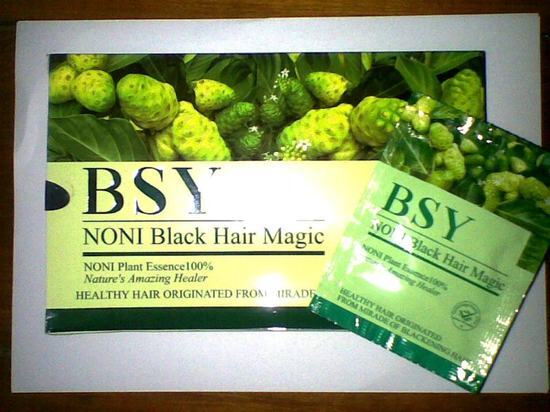 BSY
NONI Black Hair Magic
NONI Plant Essence100%
Nature's Amazing Healer
HEALTHY HAIR ORIGINATED FROM MIRADE
BSY
NONI Black Hair Magic
NONI Plant Essence100%
Nature's Amazing Healer
HEALTHY HAIR ORIGINATED
FROM MIRADE OF BLACKENING HA